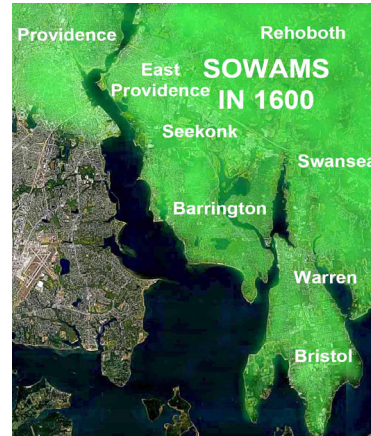 Providence
Rehoboth
East
Providence
SOWAMS
IN 1600
Seekonk
Swansea
Barrington
Warren
Bristol